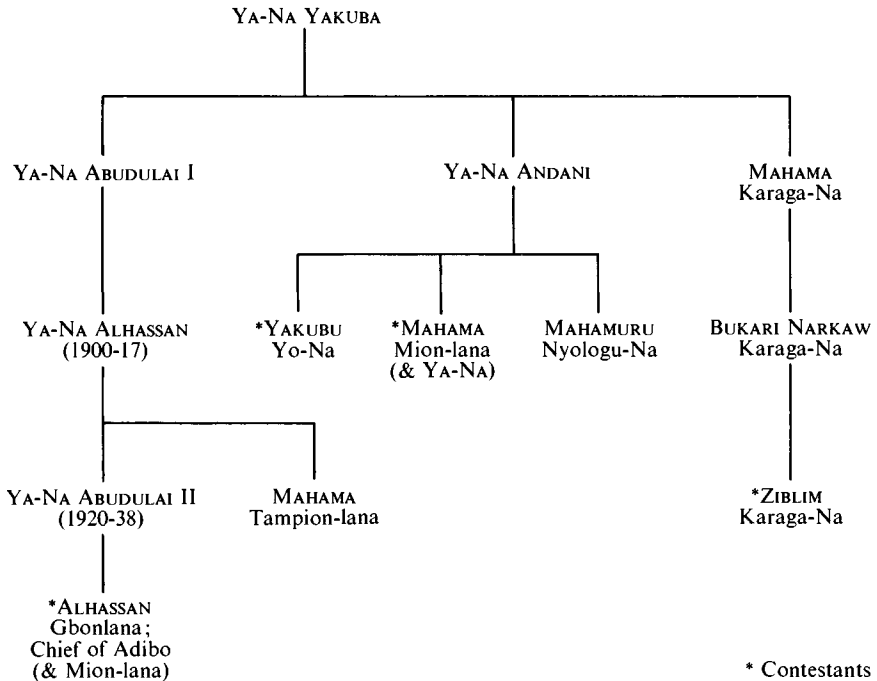 YA-NA YAKUBA
YA-NA ABUDULAI I
YA-NA ANDANI
MAHAMA
Karaga-Na
YA-NA ALHASSAN
(1900-17)
*YAKUBU
Yo-Na
*MAHAMA
Mion-lana
(& YA-NA)
MAHAMURU
Nyologu-Na
BUKARI NARKAW
Karaga-Na
YA-NA ABUDULAI II
(1920-38)
MAHAMA
Tampion-lana
*ZIBLIM
Karaga-Na
*ALHASSAN
Gbonlana;
Chief of Adibo
(& Mion-lana)
* Contestants